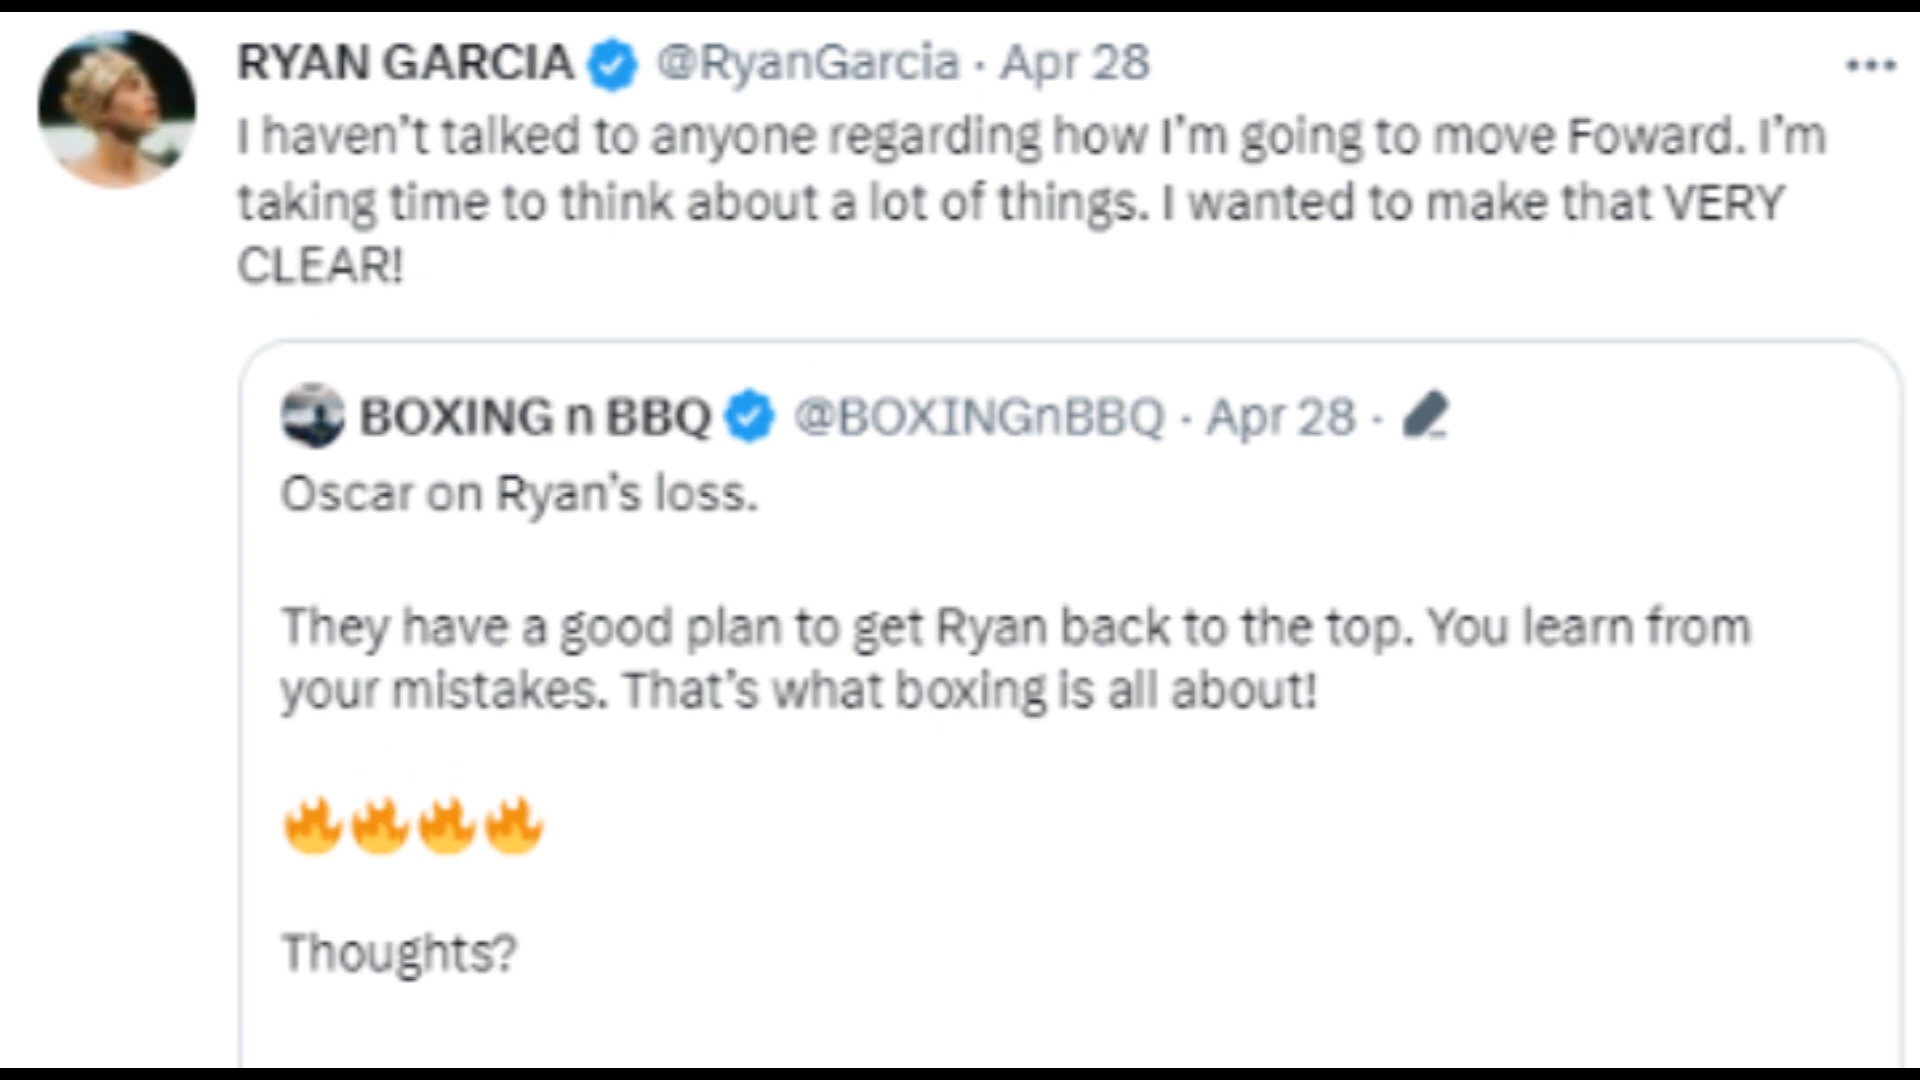 RYAN GARCIA @RyanGarcia · Apr 28
I haven't talked to anyone regarding how I'm going to move Foward. I'm
taking time to think about a lot of things. I wanted to make that VERY
CLEAR!
BOXING n BBQ @BOXINGnBBQ · Apr 28 ·
Oscar on Ryan's loss.
They have a good plan to get Ryan back to the top. You learn from
your mistakes. That's what boxing is all about!
🔥🔥🔥🔥
Thoughts?